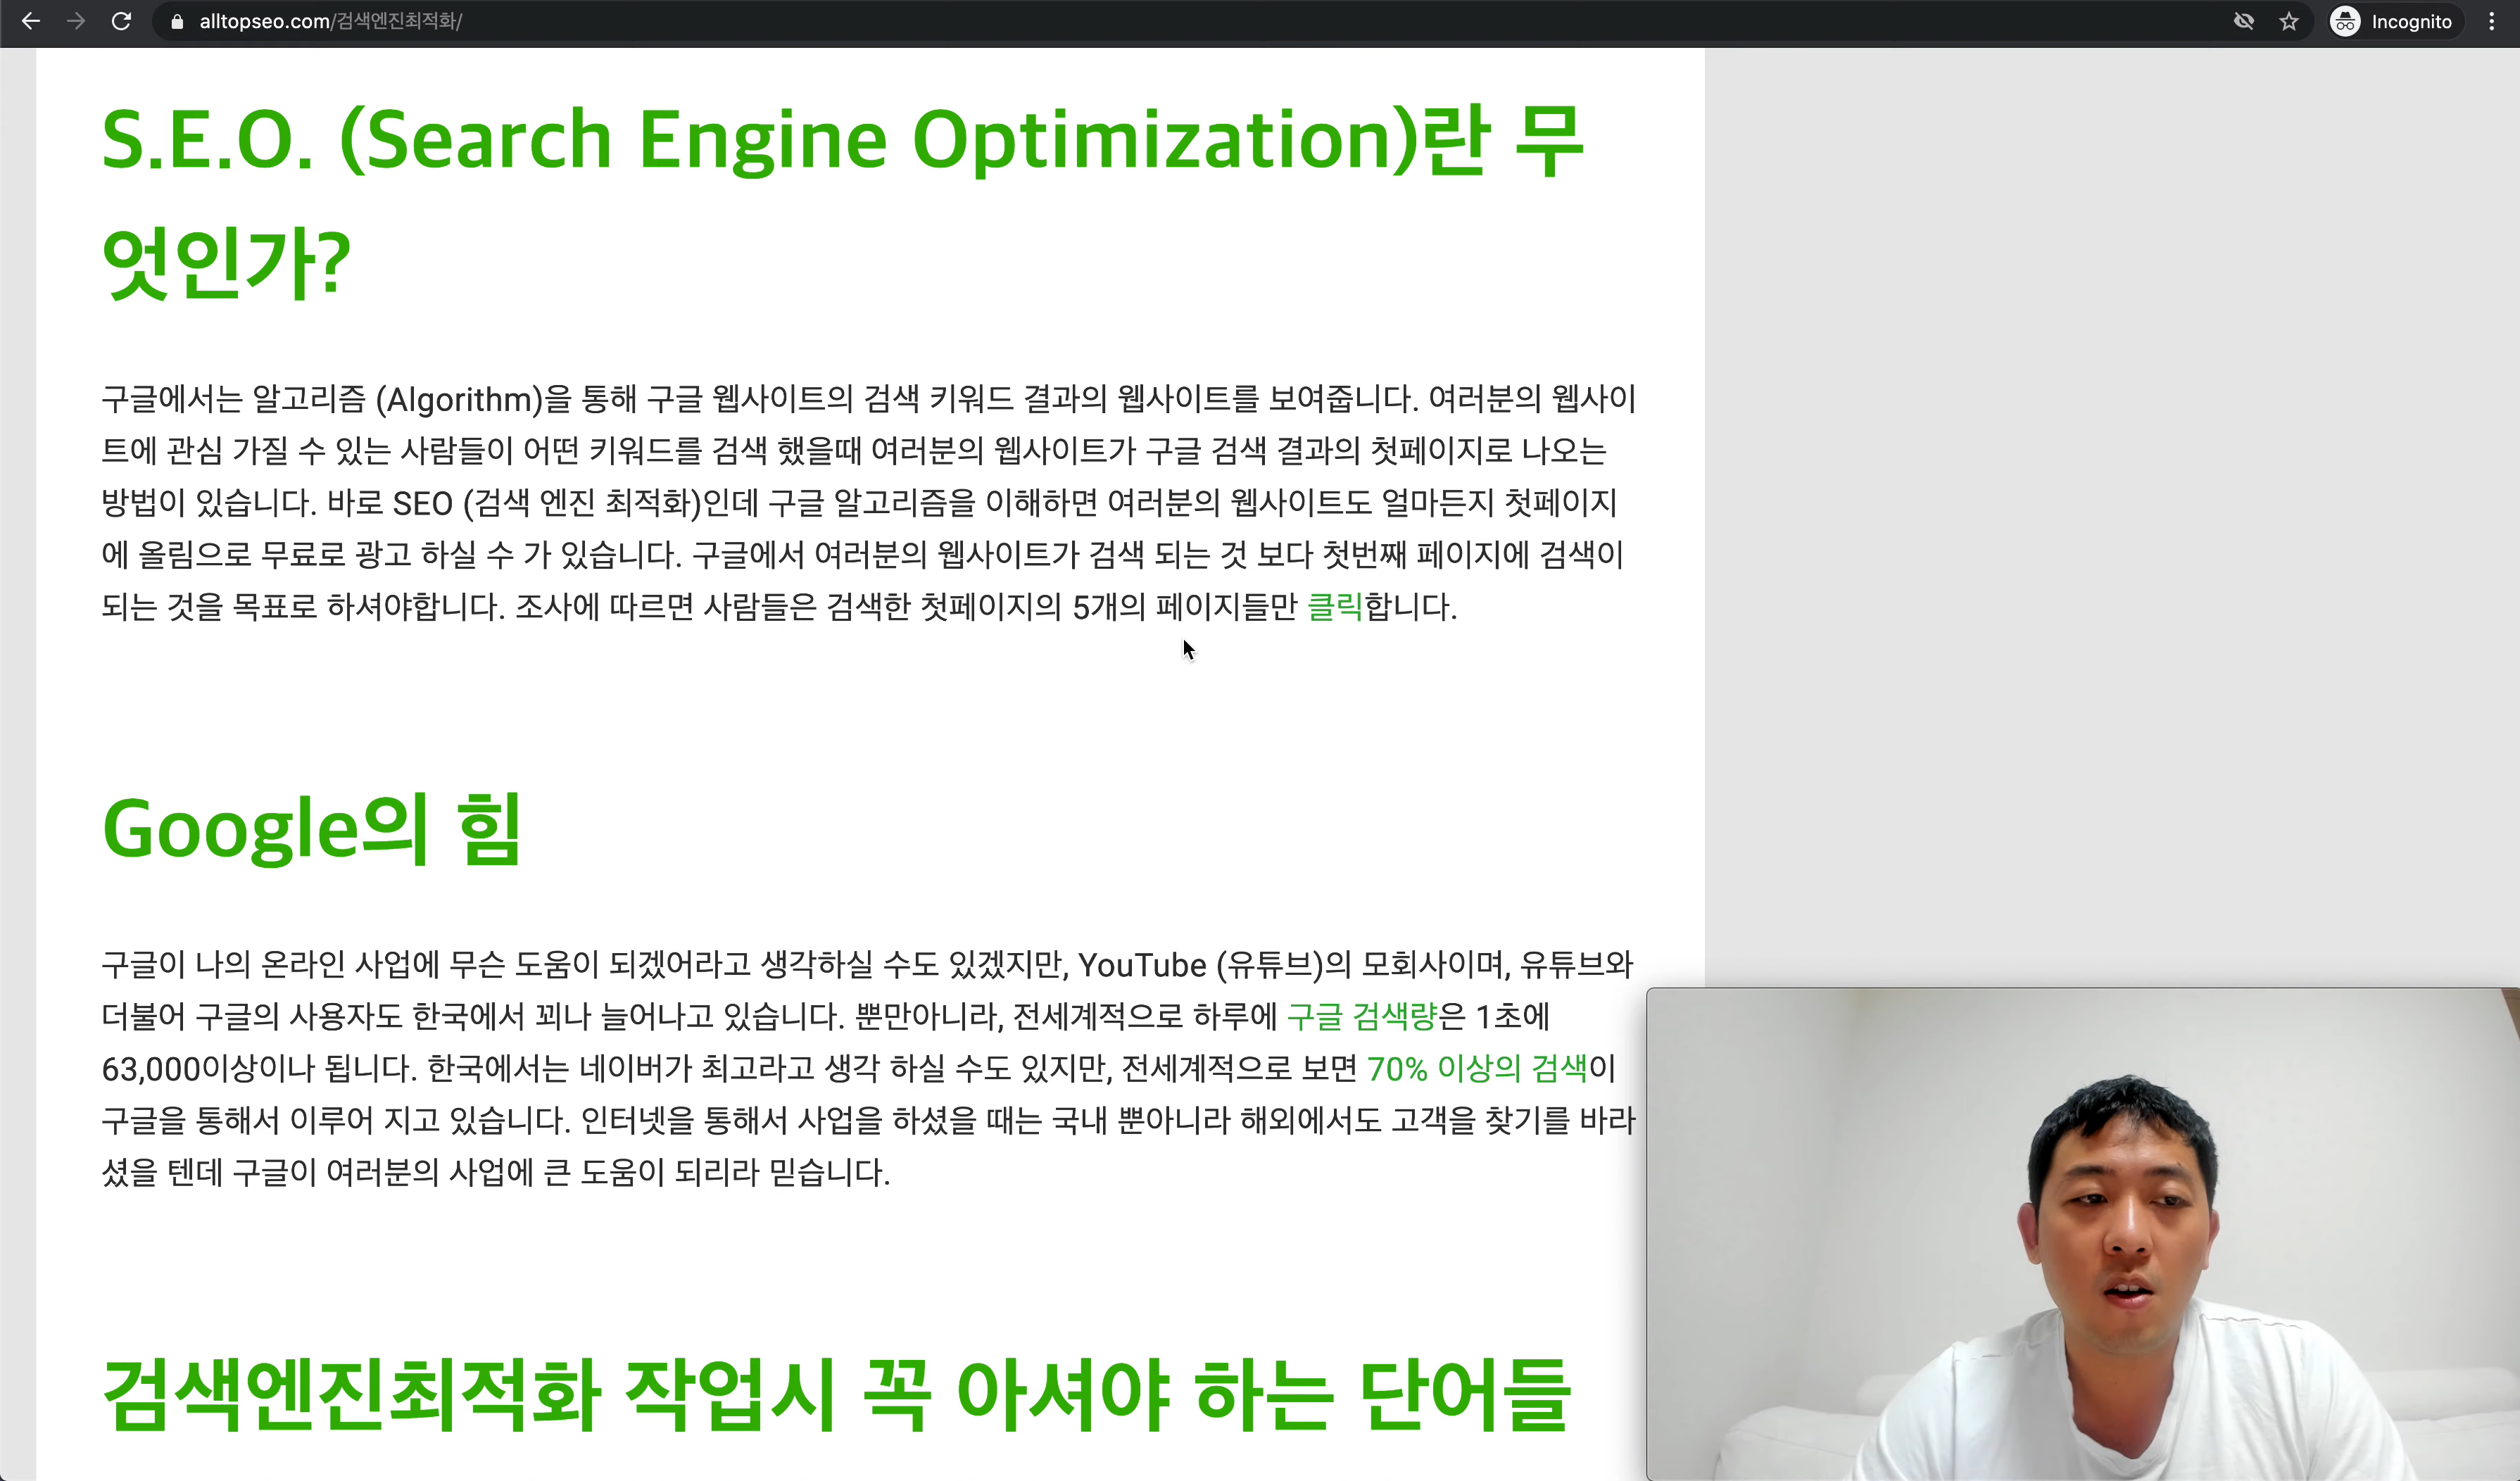 alltopseo.com/검색엔진최적화/
Incognito
S.E.O. (Search Engine Optimization)란 무
엇인가?
구글에서는 알고리즘 (Algorithm)을 통해 구글 웹사이트의 검색 키워드 결과의 웹사이트를 보여줍니다. 여러분의 웹사이
트에 관심 가질 수 있는 사람들이 어떤 키워드를 검색 했을때 여러분의 웹사이트가 구글 검색 결과의 첫페이지로 나오는
방법이 있습니다. 바로 SEO (검색 엔진 최적화)인데 구글 알고리즘을 이해하면 여러분의 웹사이트도 얼마든지 첫페이지
에 올림으로 무료로 광고 하실 수 가 있습니다. 구글에서 여러분의 웹사이트가 검색 되는 것 보다 첫번째 페이지에 검색이
되는 것을 목표로 하셔야합니다. 조사에 따르면 사람들은 검색한 첫페이지의 5개의 페이지들만 클릭합니다.
Google의 힘
구글이 나의 온라인 사업에 무슨 도움이 되겠어라고 생각하실 수도 있겠지만, YouTube (유튜브)의 모회사이며, 유튜브와
더불어 구글의 사용자도 한국에서 꾀나 늘어나고 있습니다. 뿐만아니라, 전세계적으로 하루에 구글 검색량은 1초에
63,000이상이나 됩니다. 한국에서는 네이버가 최고라고 생각 하실 수도 있지만, 전세계적으로 보면 70% 이상의 검색이
구글을 통해서 이루어 지고 있습니다. 인터넷을 통해서 사업을 하셨을 때는 국내 뿐아니라 해외에서도 고객을 찾기를 바라
셨을 텐데 구글이 여러분의 사업에 큰 도움이 되리라 믿습니다.
검색엔진최적화 작업시 꼭 아셔야 하는 단어들